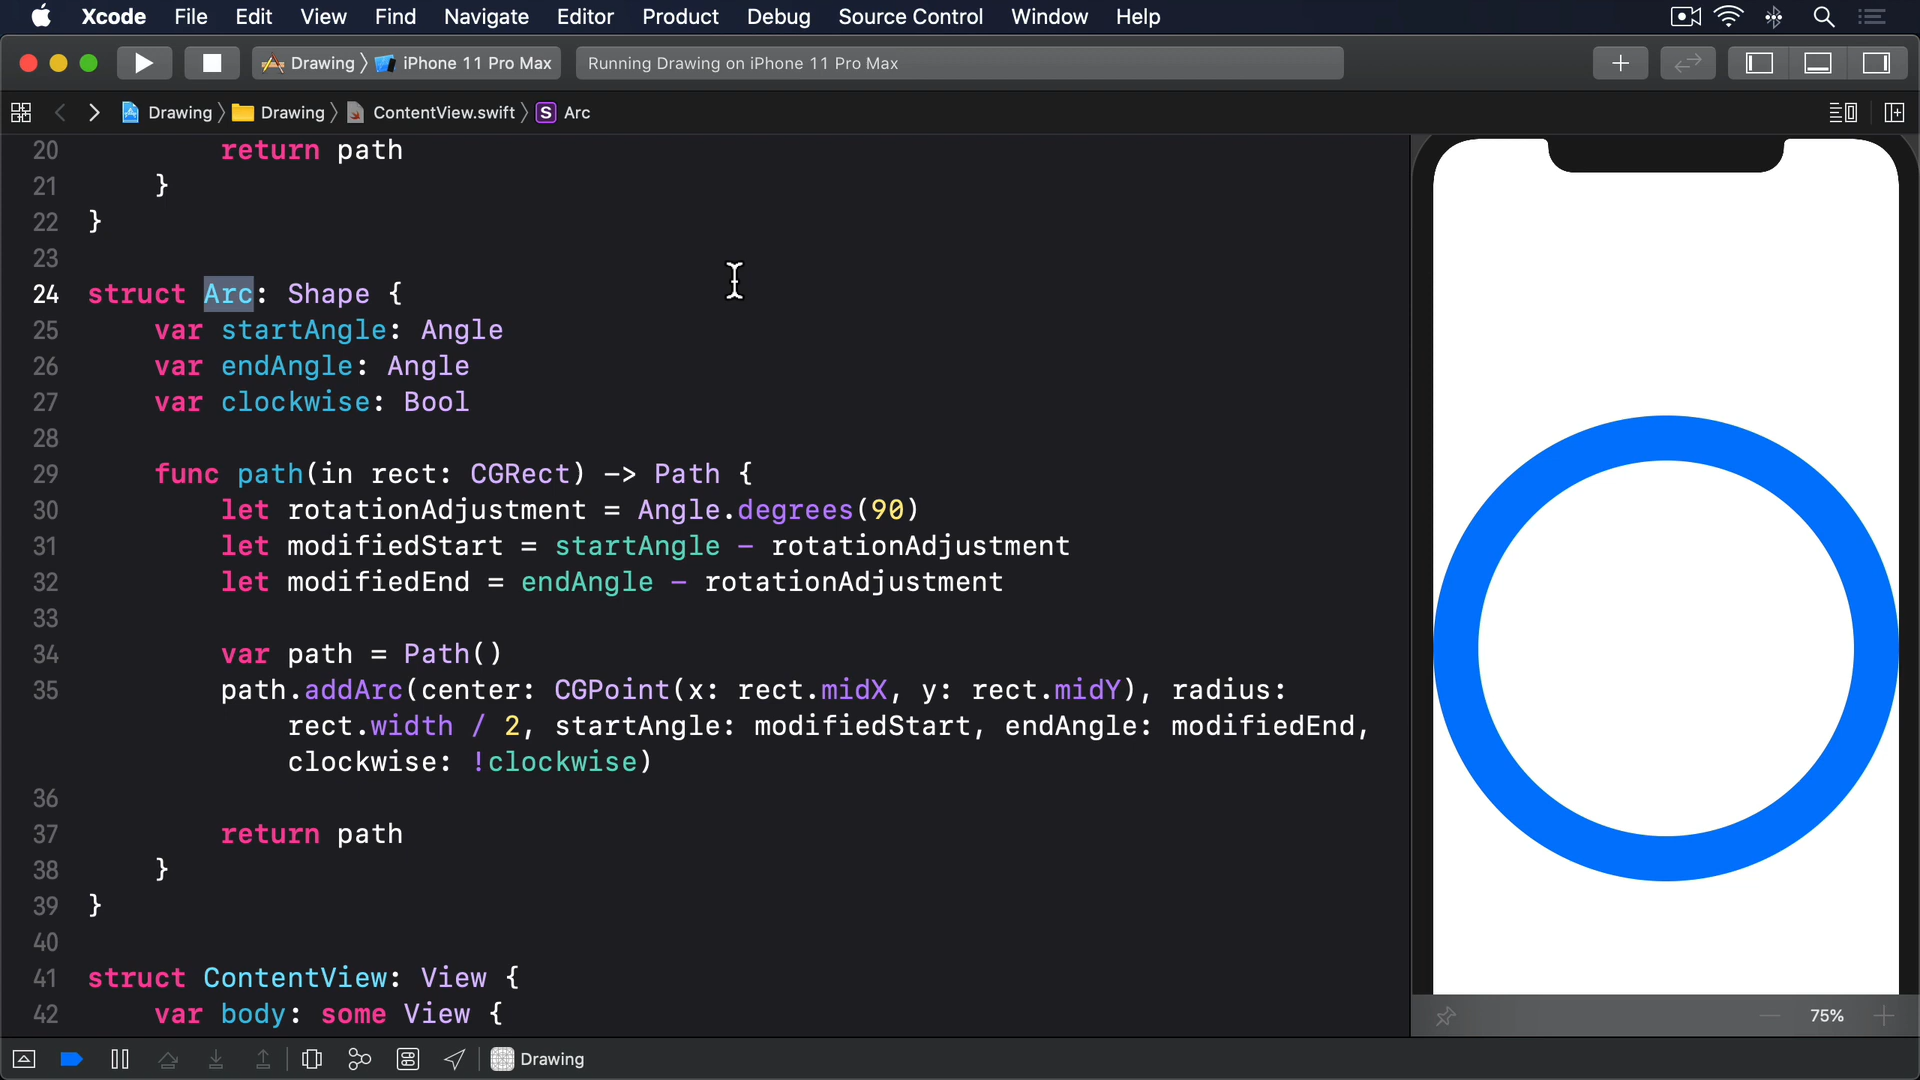 Xcode File Edit View Find Navigate Editor Product Debug Source Control Window Help
Drawing iPhone 11 Pro Max Running Drawing on iPhone 11 Pro Max
Drawing Drawing ContentView.swift S Arc
20 return path
21 }
22 }
23
24 struct Arc: Shape {
25 var startAngle: Angle
26 var endAngle: Angle
27 var clockwise: Bool
28
29 func path(in rect: CGRect) -> Path {
30 let rotationAdjustment = Angle.degrees(90)
31 let modifiedStart = startAngle - rotationAdjustment
32 let modifiedEnd = endAngle - rotationAdjustment
33
34 var path = Path()
35 path.addArc(center: CGPoint(x: rect.midX, y: rect.midY), radius:
rect.width / 2, startAngle: modifiedStart, endAngle: modifiedEnd,
clockwise: !clockwise)
36
37 return path
38 }
39 }
40
41 struct ContentView: View {
42 var body: some View {
75%
Drawing